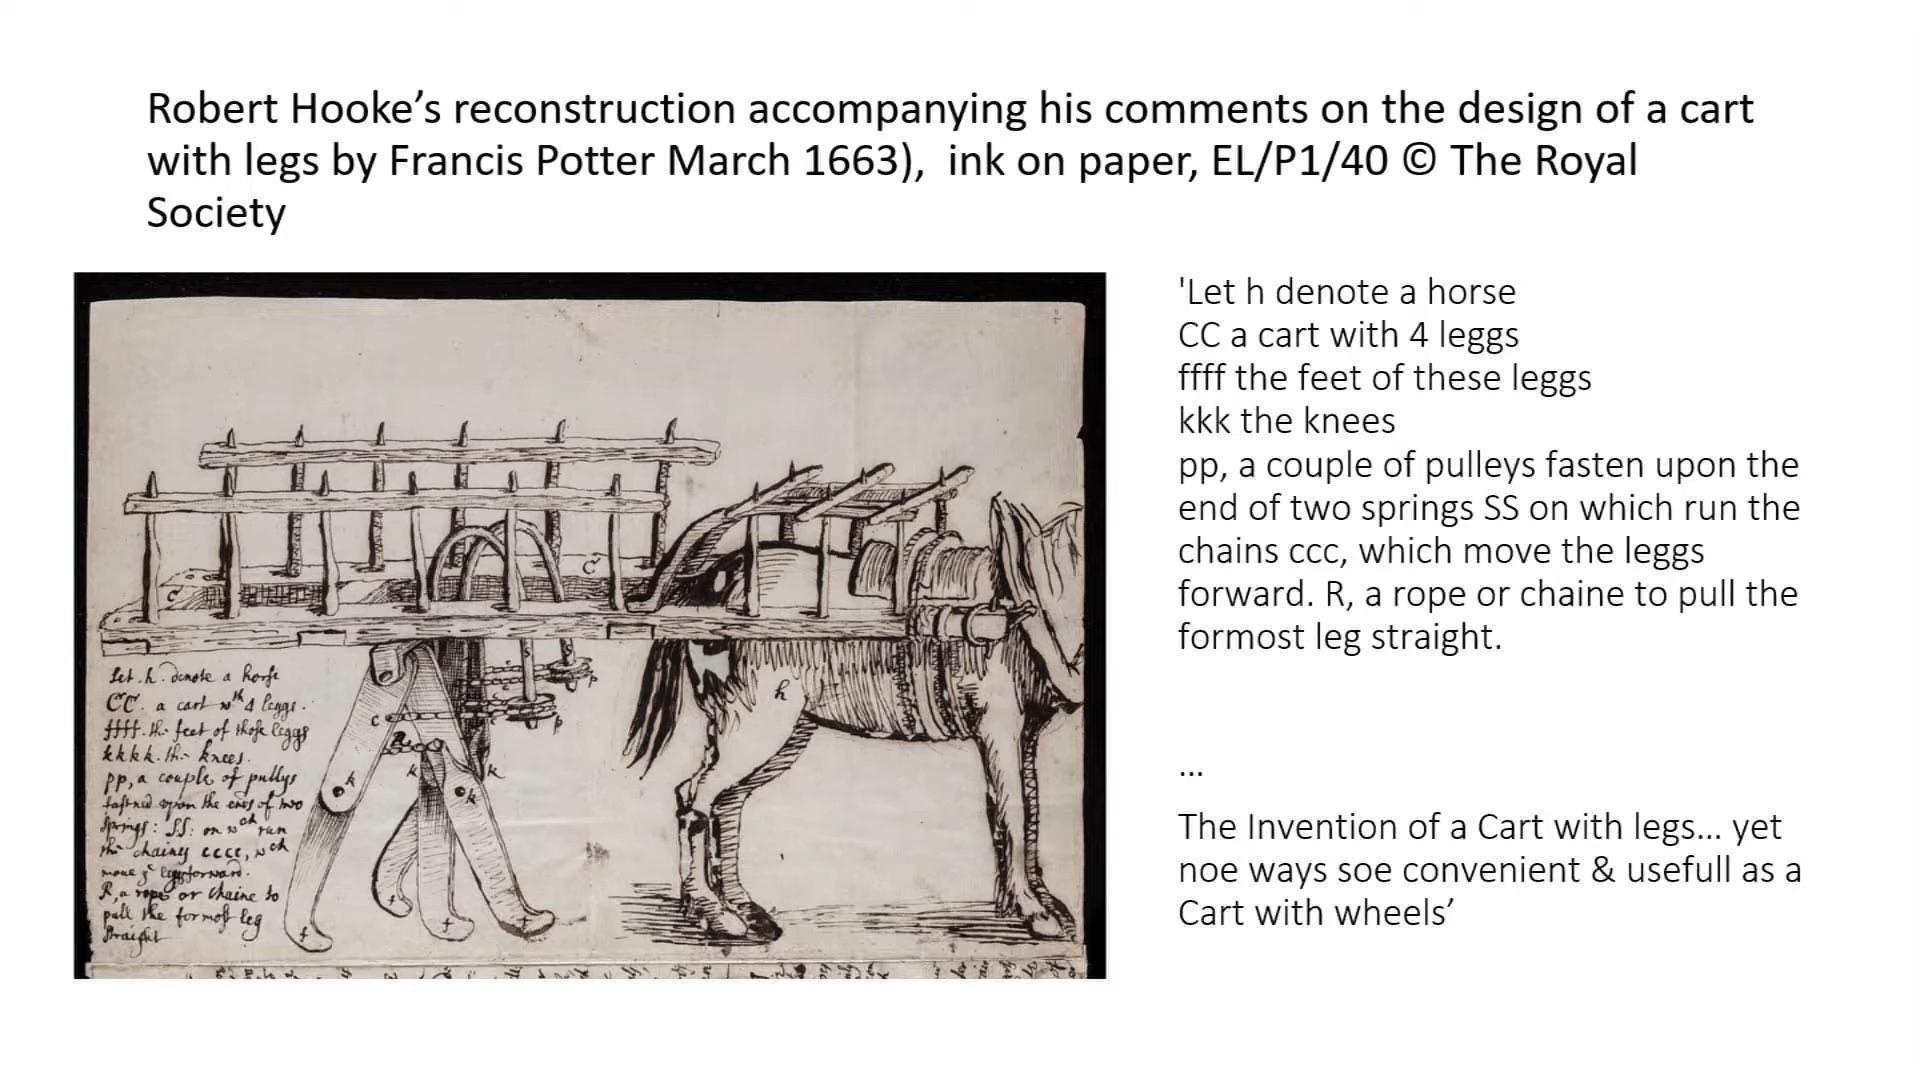 Robert Hooke’s reconstruction accompanying his comments on the design of a cart
with legs by Francis Potter March 1663),  ink on paper, EL/P1/40 © The Royal
Society
'Let h denote a horse
CC a cart with 4 leggs
ffff the feet of these leggs
kkk the knees
pp, a couple of pulleys fasten upon the
end of two springs SS on which run the
chains ccc, which move the leggs
forward. R, a rope or chaine to pull the
formost leg straight.
...
The Invention of a Cart with legs... yet
noe ways soe convenient & usefull as a
Cart with wheels’
Let .h. denote a horse
CC. a cart wth 4 leggs.
ffff. the feet of those leggs
kkkk. the knees.
pp, a couple of pullys
fastned upon the ends of two
springs: SS: on wch run
the chaines cccc, wch
move ye leggs forward.
R, a rope or chaine to
pull the formost leg
straight
C
C
S
S
p
p
c
c
c
R
k
k
k
k
f
f
f
f
h